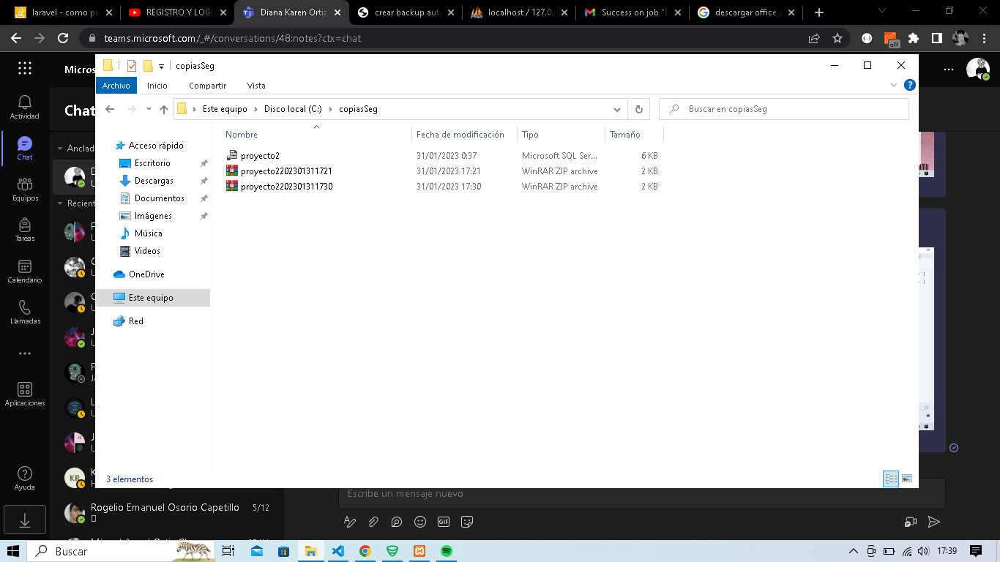 laravel - como pu
REGISTRO Y LOGI
Diana Karen Ortiz
crear backup auto
localhost / 127.0.
Success on job "E
descargar office
teams.microsoft.com/_#/conversations/48:notes?ctx=chat
off
Micros
copiasSeg
Archivo Inicio Compartir Vista
Este equipo Disco local (C:) copiasSeg
Buscar en copiasSeg
Nombre Fecha de modificación Tipo Tamaño
proyecto2 31/01/2023 0:37 Microsoft SQL Ser... 6 KB
proyecto2202301311721 31/01/2023 17:21 WinRAR ZIP archive 2 KB
proyecto2202301311730 31/01/2023 17:30 WinRAR ZIP archive 2 KB
Acceso rápido
Escritorio
Descargas
Documentos
Imágenes
Música
Videos
OneDrive
Este equipo
Red
3 elementos
Actividad
Chat
Equipos
Tareas
Calendario
Llamadas
Aplicaciones
Ayuda
Chat
Anclad
Recient
KR
Rogelio Emanuel Osorio Capetillo 5/12
Escribe un mensaje nuevo
GIF
Buscar
17:39